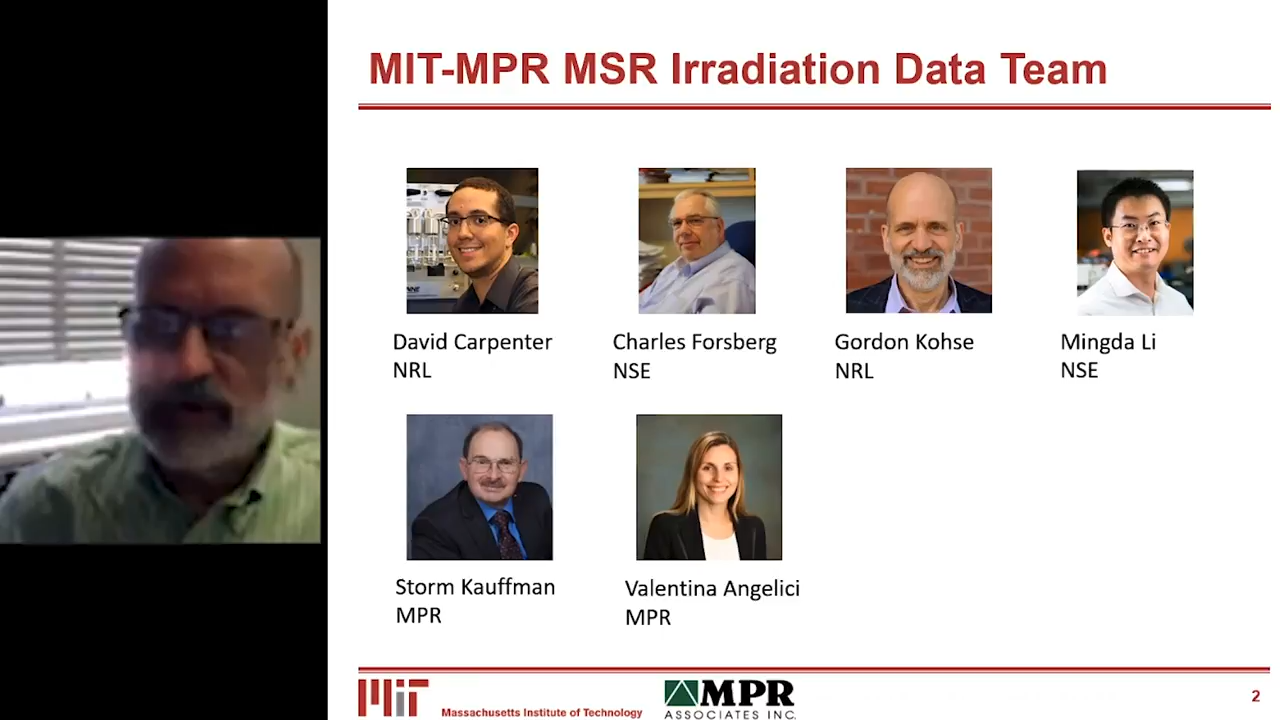 MIT-MPR MSR Irradiation Data Team
David Carpenter
NRL
Charles Forsberg
NSE
Gordon Kohse
NRL
Mingda Li
NSE
Storm Kauffman
MPR
Valentina Angelici
MPR
MIT
Massachusetts Institute of Technology
MPR
ASSOCIATES INC.
2